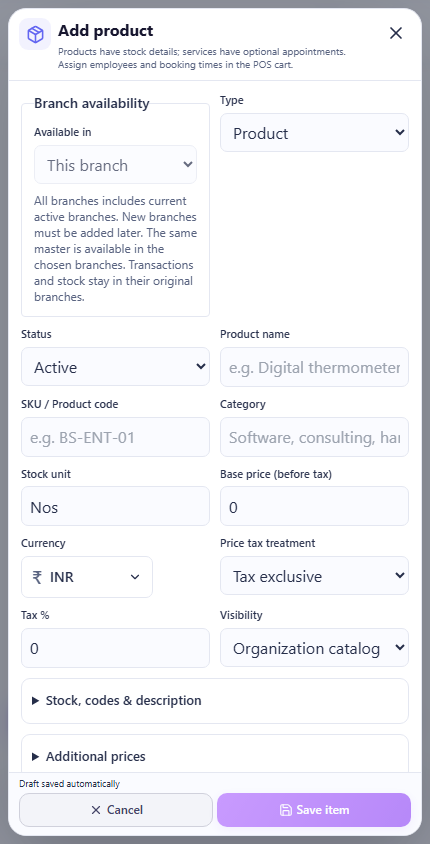 Add product
Products have stock details; services have optional appointments.
Assign employees and booking times in the POS cart.
Branch availability
Available in
This branch
All branches includes current
active branches. New branches
must be added later. The same
master is available in the
chosen branches. Transactions
and stock stay in their original
branches.
Type
Product
Status
Active
Product name
e.g. Digital thermometer
SKU / Product code
e.g. BS-ENT-01
Category
Software, consulting, har
Stock unit
Nos
Base price (before tax)
0
Currency
₹ INR
Price tax treatment
Tax exclusive
Tax %
0
Visibility
Organization catalog
Stock, codes & description
Additional prices
Draft saved automatically
Cancel
Save item